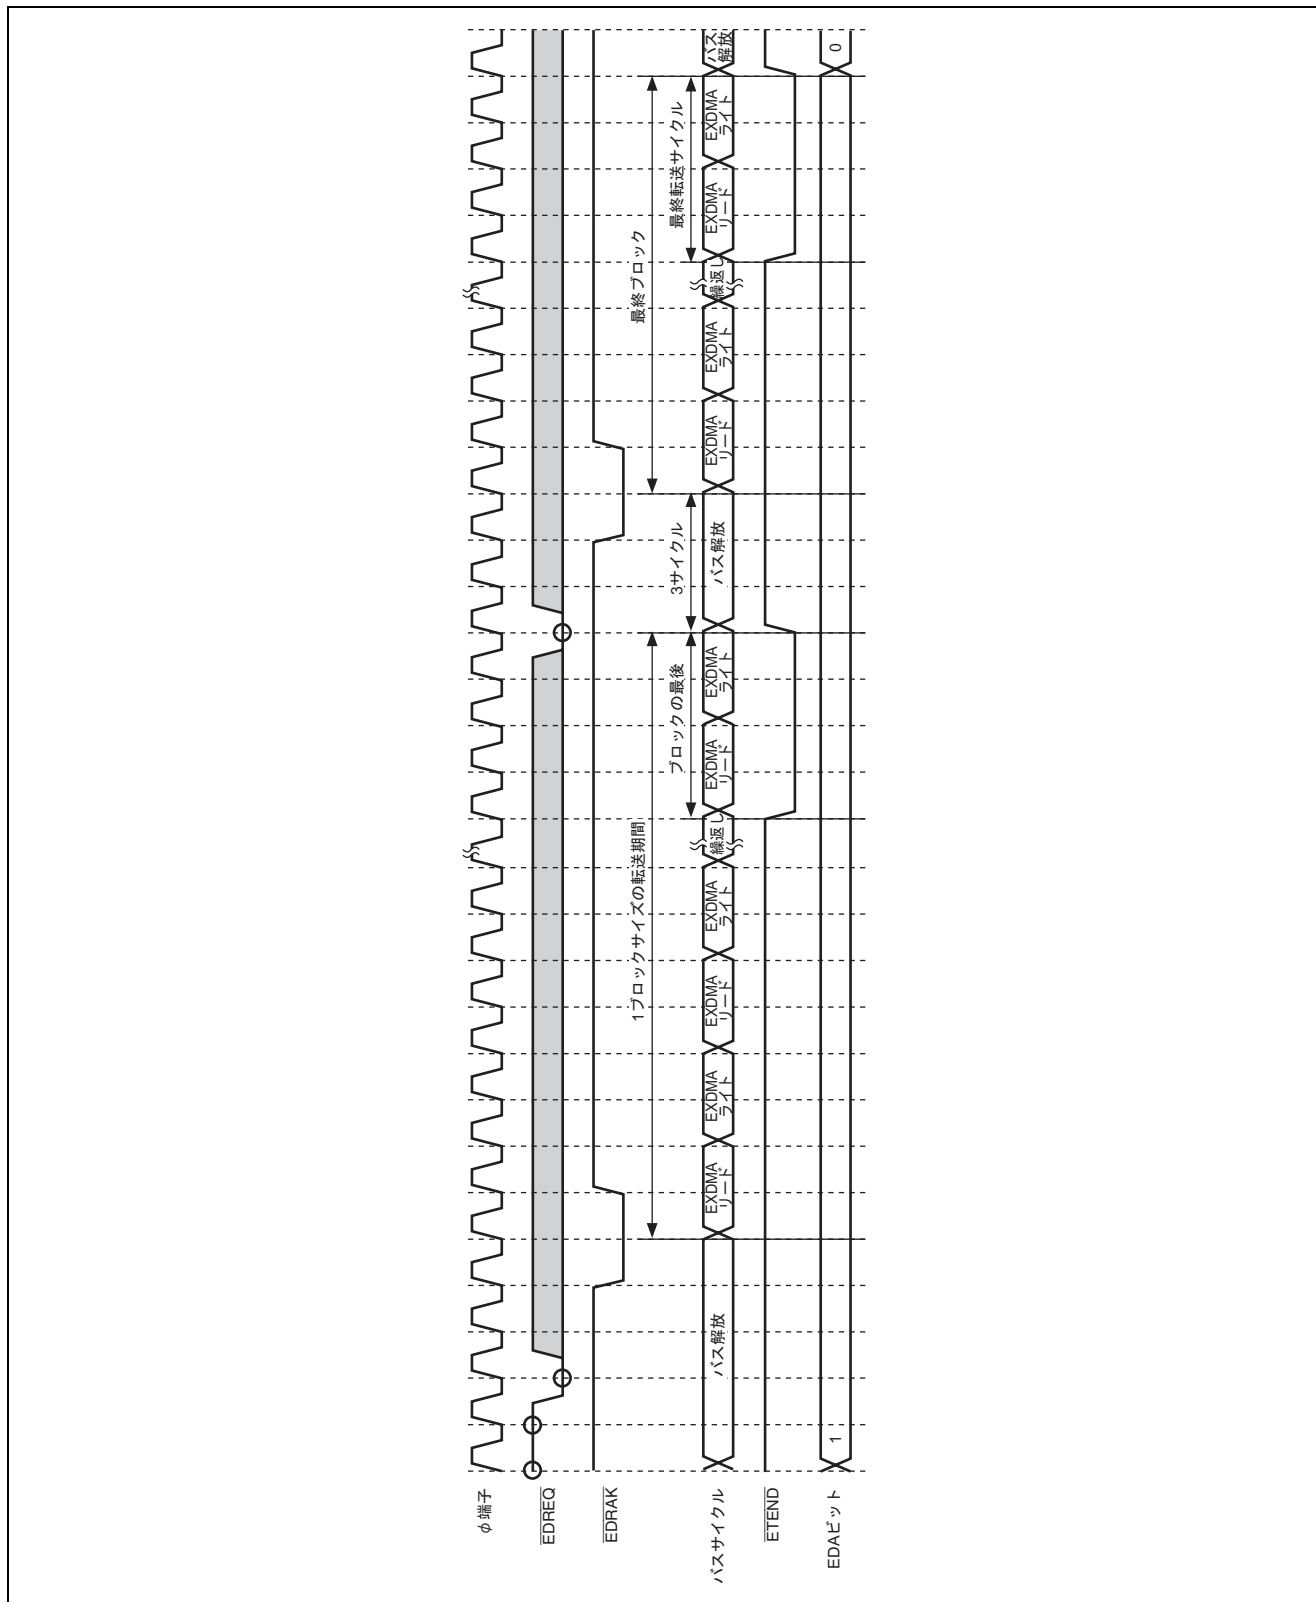 φ端子
EDREQ
EDRAK
1ブロックサイズの転送期間
最終ブロック
ブロックの最後
3サイクル
最終転送サイクル
バスサイクル
バス解放
EXDMA
リード
EXDMA
ライト
EXDMA
リード
EXDMA
ライト
繰返し
EXDMA
リード
EXDMA
ライト
バス解放
EXDMA
リード
EXDMA
ライト
繰返し
EXDMA
リード
EXDMA
ライト
バス
解放
ETEND
EDAビット
1
0